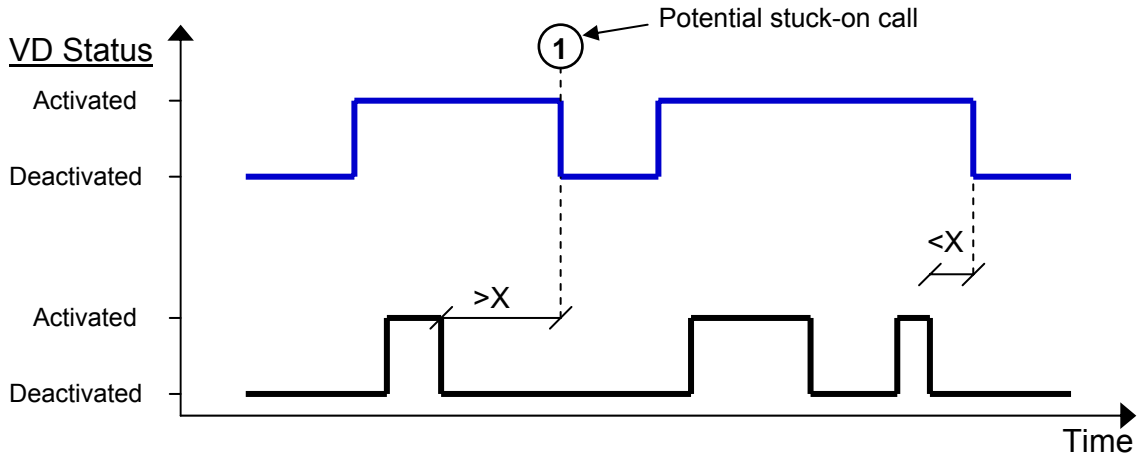 Potential stuck-on call
1
VD Status
Activated
Deactivated
<X
>X
Activated
Deactivated
Time